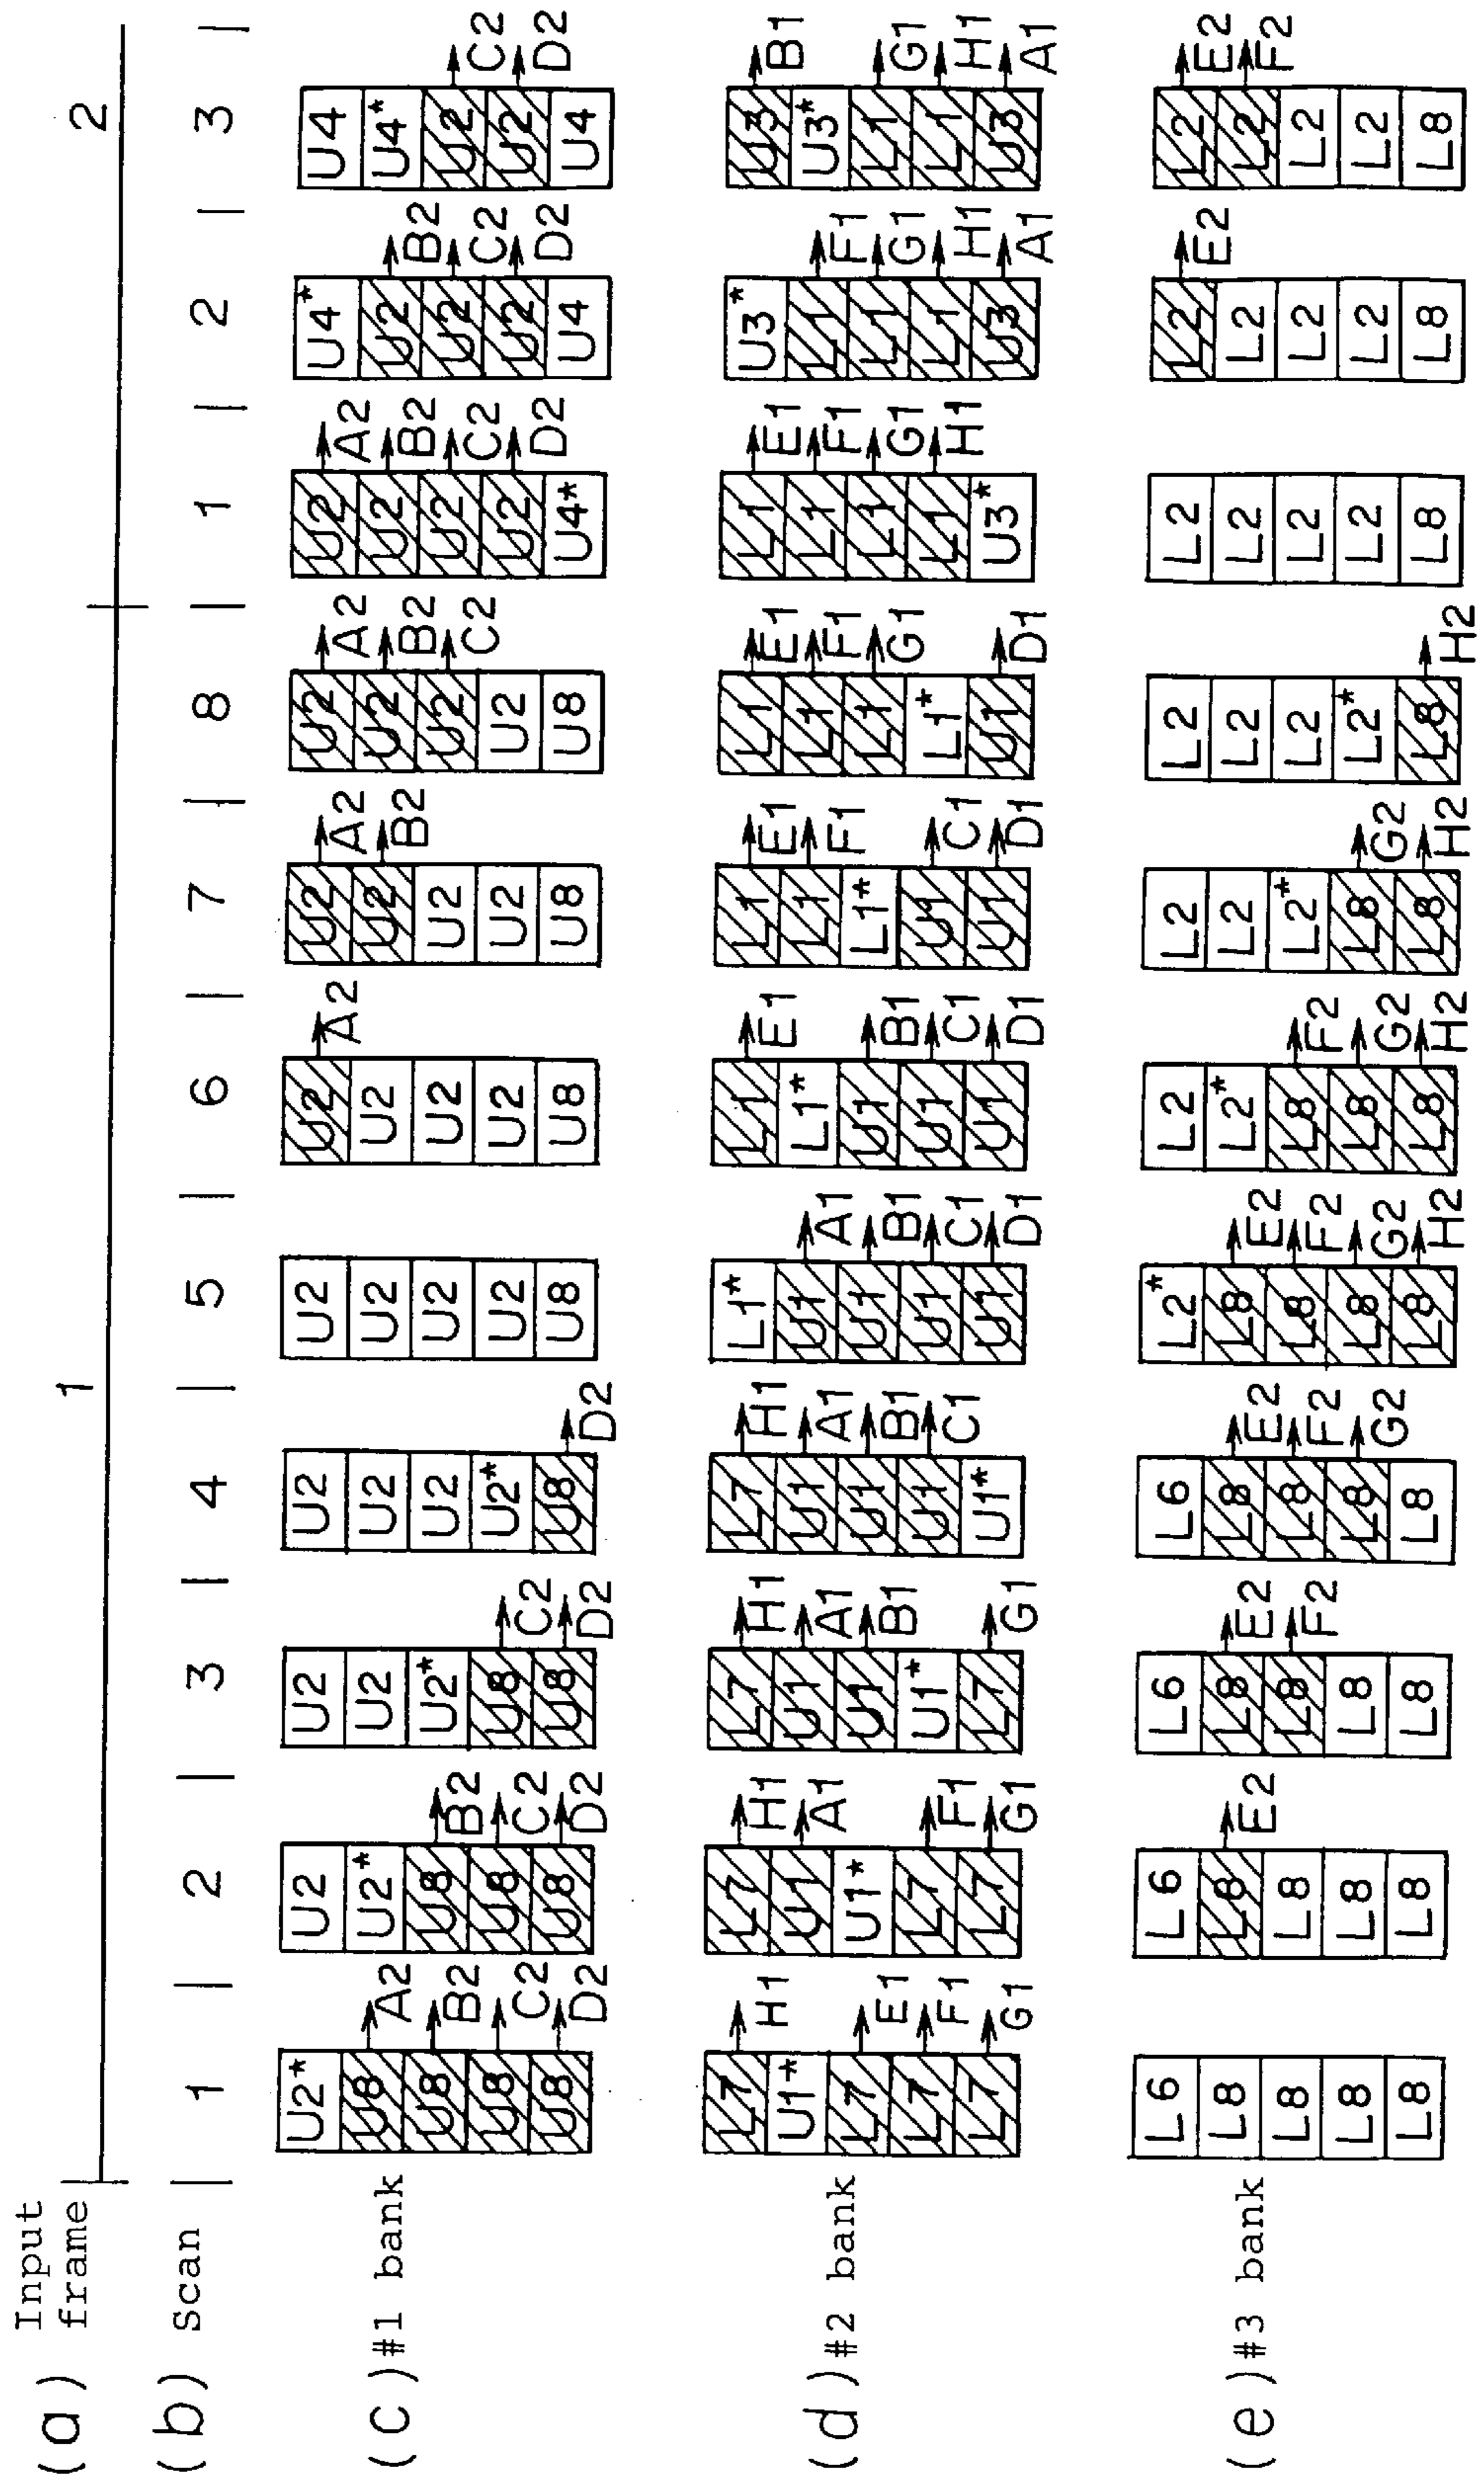 (a) Input frame 1 2
(b) Scan 1 2 3 4 5 6 7 8 1 2 3
(c) #1 bank
U2* U2 U2 U2 U2 U2 A2 U2 A2 U2 A2 U2 A2 U4* U4
U8 A2 U2* U2 U2 U2 U2 U2 B2 U2 B2 U2 B2 U2 B2 U4*
U8 B2 U8 B2 U2* U2 U2 U2 U2 U2 C2 U2 C2 U2 C2 U2 C2
U8 C2 U8 C2 U8 C2 U2* U2 U2 U2 U2 U2 D2 U2 D2 U2 D2
U8 D2 U8 D2 U8 D2 U8 D2 U8 U8 U8 U8 U4* U4 U4
(d) #2 bank
L7 H1 L7 H1 L7 H1 L7 H1 L1* L1 E1 L1 E1 L1 E1 L1 E1 U3* U3 B1
U1* U1 A1 U1 A1 U1 A1 U1 A1 L1* L1 F1 L1 F1 L1 F1 L1 F1 U3*
L7 E1 U1* U1 B1 U1 B1 U1 B1 U1 B1 L1* L1 G1 L1 G1 L1 G1 L1 G1
L7 F1 L7 F1 U1* U1 C1 U1 C1 U1 C1 U1 C1 L1* L1 H1 L1 H1 L1 H1
L7 G1 L7 G1 L7 G1 U1* U1 D1 U1 D1 U1 D1 U1 D1 U3* U3 A1 U3 A1
(e) #3 bank
L6 L6 L6 L6 L2* L2 L2 L2 L2 L2 E2 L2 E2
L8 L8 E2 L8 E2 L8 E2 L8 E2 L2* L2 L2 L2 L2 L2 F2
L8 L8 L8 F2 L8 F2 L8 F2 L8 F2 L2* L2 L2 L2 L2
L8 L8 L8 L8 G2 L8 G2 L8 G2 L8 G2 L2* L2 L2 L2
L8 L8 L8 L8 L8 H2 L8 H2 L8 H2 L8 H2 L8 L8 L8